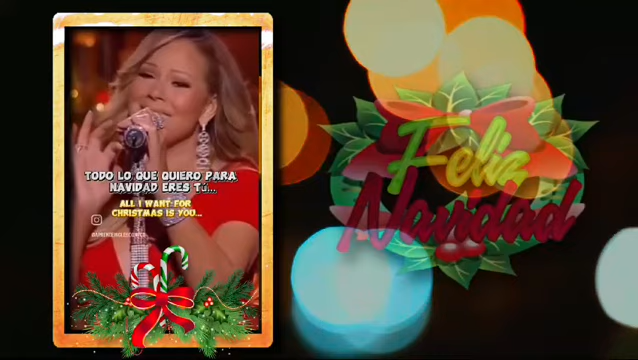 TODO LO QUE QUIERO PARA
NAVIDAD ERES TÚ...
ALL I WANT FOR
CHRISTMAS IS YOU...
Feliz
Navidad